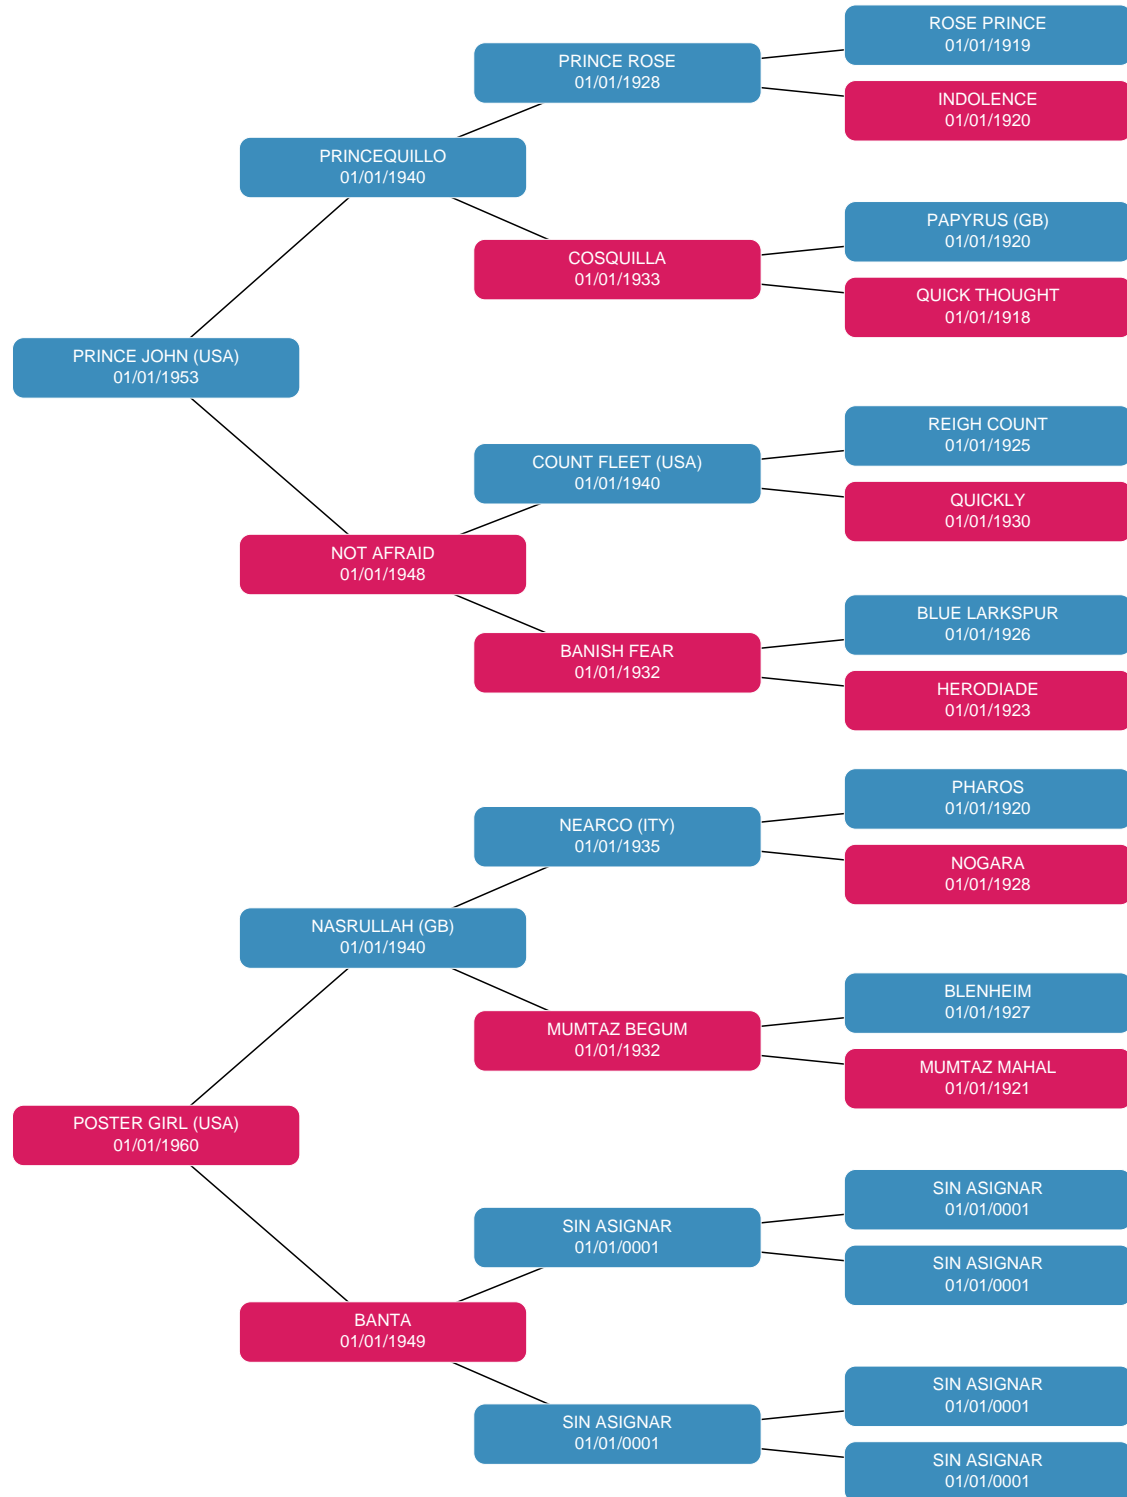 ROSE PRINCE
01/01/1919
PRINCE ROSE
01/01/1928
INDOLENCE
01/01/1920
PRINCEQUILLO
01/01/1940
PAPYRUS (GB)
01/01/1920
COSQUILLA
01/01/1933
QUICK THOUGHT
01/01/1918
PRINCE JOHN (USA)
01/01/1953
REIGH COUNT
01/01/1925
COUNT FLEET (USA)
01/01/1940
QUICKLY
01/01/1930
NOT AFRAID
01/01/1948
BLUE LARKSPUR
01/01/1926
BANISH FEAR
01/01/1932
HERODIADE
01/01/1923
PHAROS
01/01/1920
NEARCO (ITY)
01/01/1935
NOGARA
01/01/1928
NASRULLAH (GB)
01/01/1940
BLENHEIM
01/01/1927
MUMTAZ BEGUM
01/01/1932
MUMTAZ MAHAL
01/01/1921
POSTER GIRL (USA)
01/01/1960
SIN ASIGNAR
01/01/0001
SIN ASIGNAR
01/01/0001
SIN ASIGNAR
01/01/0001
BANTA
01/01/1949
SIN ASIGNAR
01/01/0001
SIN ASIGNAR
01/01/0001
SIN ASIGNAR
01/01/0001